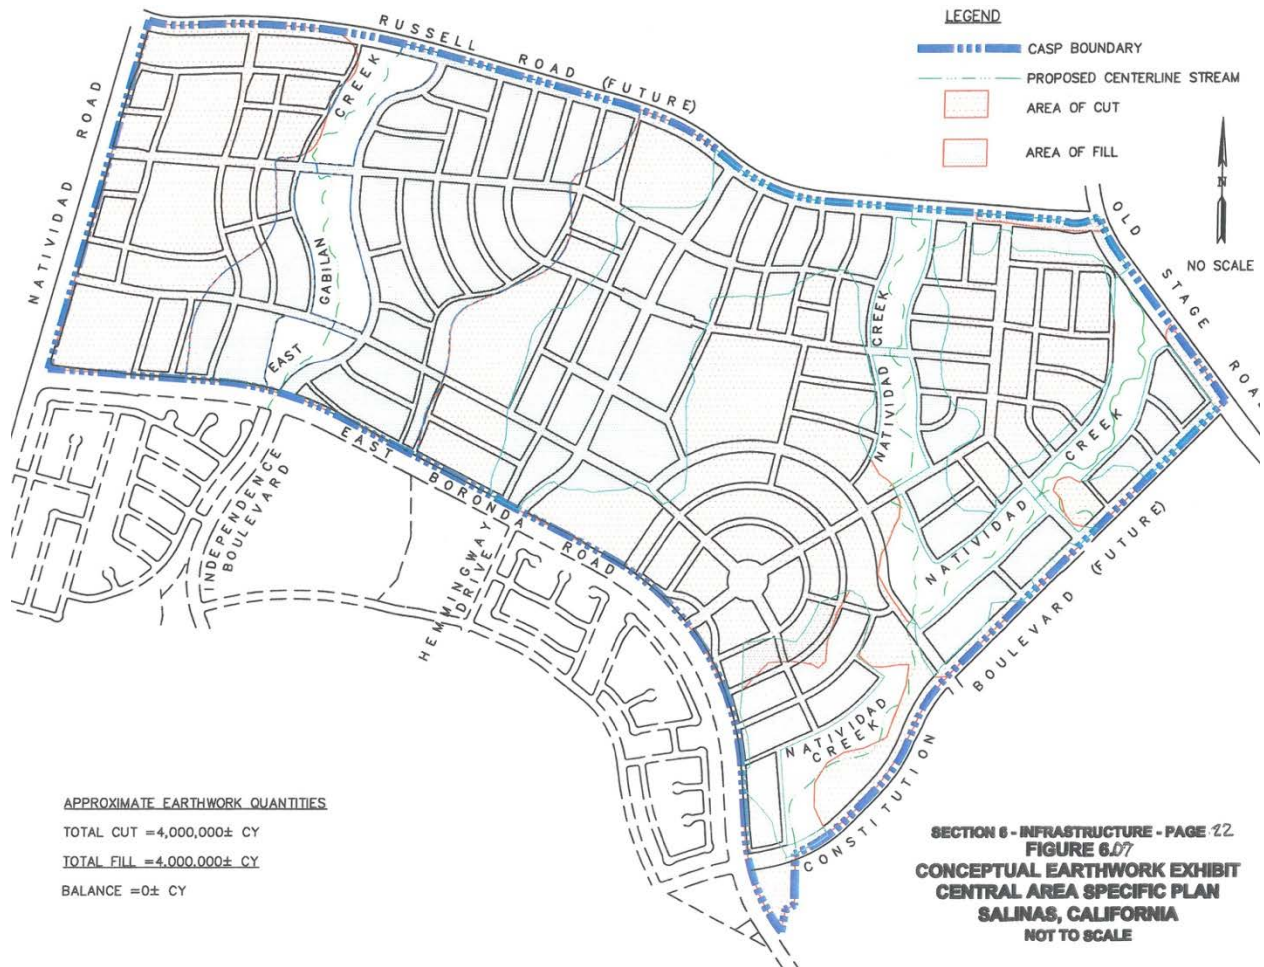 LEGEND
CASP BOUNDARY
PROPOSED CENTERLINE STREAM
AREA OF CUT
AREA OF FILL
N
NO SCALE
RUSSELL ROAD (FUTURE)
NATIVIDAD ROAD
GABILAN CREEK
EAST
OLD STAGE ROAD
NATIVIDAD CREEK
NATIVIDAD CREEK
NATIVIDAD CREEK
EAST BORONDA ROAD
INDEPENDENCE
BOULEVARD
HEMMINGWAY
DRIVE
CONSTITUTION BOULEVARD (FUTURE)
APPROXIMATE EARTHWORK QUANTITIES
TOTAL CUT =4,000,000± CY
TOTAL FILL =4,000,000± CY
BALANCE =0± CY
SECTION 6 - INFRASTRUCTURE - PAGE 22
FIGURE 6.07
CONCEPTUAL EARTHWORK EXHIBIT
CENTRAL AREA SPECIFIC PLAN
SALINAS, CALIFORNIA
NOT TO SCALE